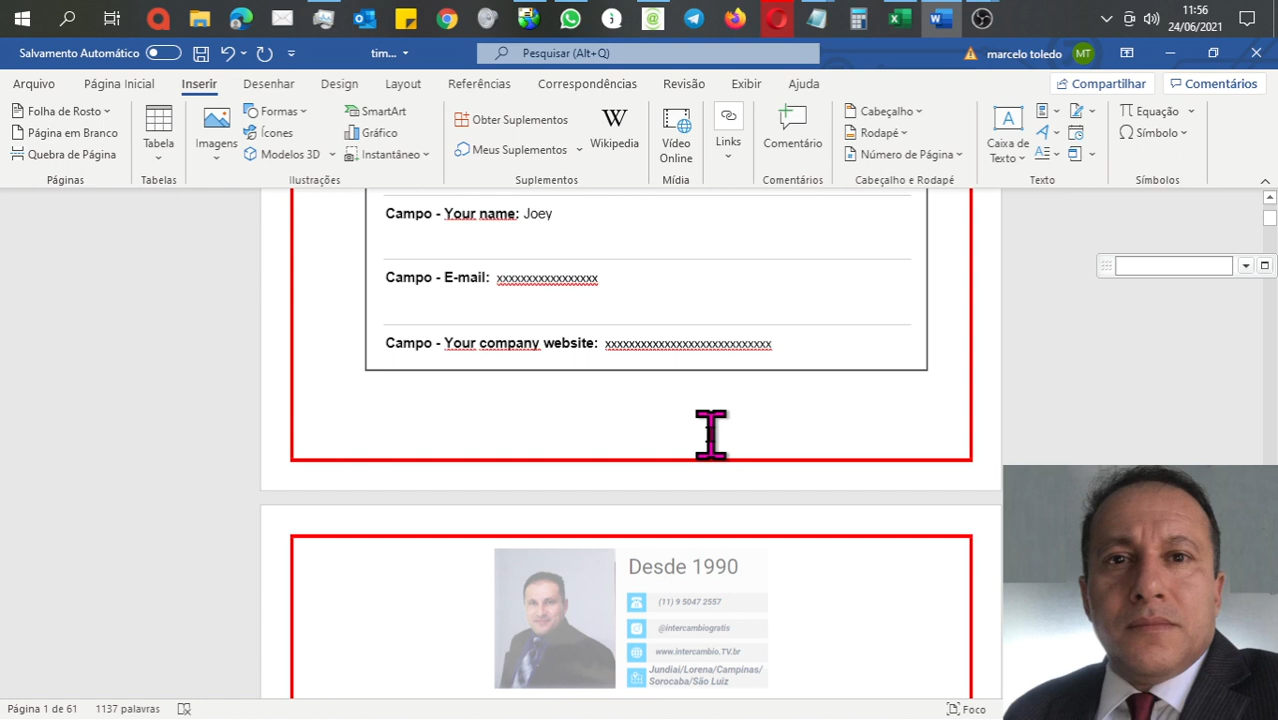 11:56
24/06/2021
Salvamento Automático
tim...
Pesquisar (Alt+Q)
marcelo toledo
MT
Arquivo Página Inicial Inserir Desenhar Design Layout Referências Correspondências Revisão Exibir Ajuda
Compartilhar
Comentários
Folha de Rosto
Página em Branco
Quebra de Página
Páginas
Tabela
Tabelas
Imagens
Formas
Ícones
Modelos 3D
SmartArt
Gráfico
Instantâneo
Ilustrações
Obter Suplementos
Meus Suplementos
W
Wikipedia
Suplementos
Vídeo
Online
Mídia
Links
Comentário
Comentários
Cabeçalho
Rodapé
Número de Página
Cabeçalho e Rodapé
A
Caixa de
Texto
Texto
Equação
Símbolo
Símbolos
Campo - Your name: Joey
Campo - E-mail: xxxxxxxxxxxxxxxxx
Campo - Your company website: xxxxxxxxxxxxxxxxxxxxxxxxxxxx
Desde 1990
(11) 9 5047 2557
@intercambiogratis
www.intercambio.TV.br
Jundiai/Lorena/Campinas/
Sorocaba/São Luiz
Página 1 de 61
1137 palavras
Foco